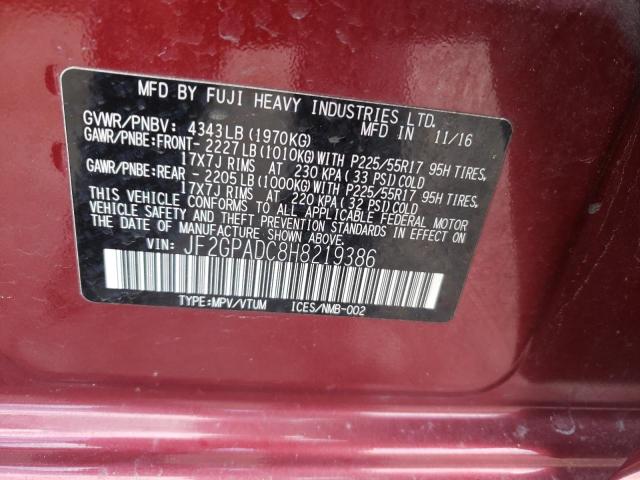 MFD BY FUJI HEAVY INDUSTRIES LTD.
GVWR/PNBV: 4343LB (1970KG) MFD IN 11/16
GAWR/PNBE:FRONT- 2227LB(1010KG)WITH P225/55R17 95H TIRES,
17X7J RIMS AT 230 KPA(33 PSI)COLD
GAWR/PNBE:REAR - 2205LB(1000KG)WITH P225/55R17 95H TIRES,
17X7J RIMS AT 220 KPA(32 PSI)COLD
THIS VEHICLE CONFORMS TO ALL APPLICABLE FEDERAL MOTOR
VEHICLE SAFETY AND THEFT PREVENTION STANDARDS IN EFFECT ON
THE DATE OF MANUFACTURE SHOWN ABOVE.
VIN: JF2GPADC8H8219386
TYPE:MPV/VTUM ICES/NMB-002